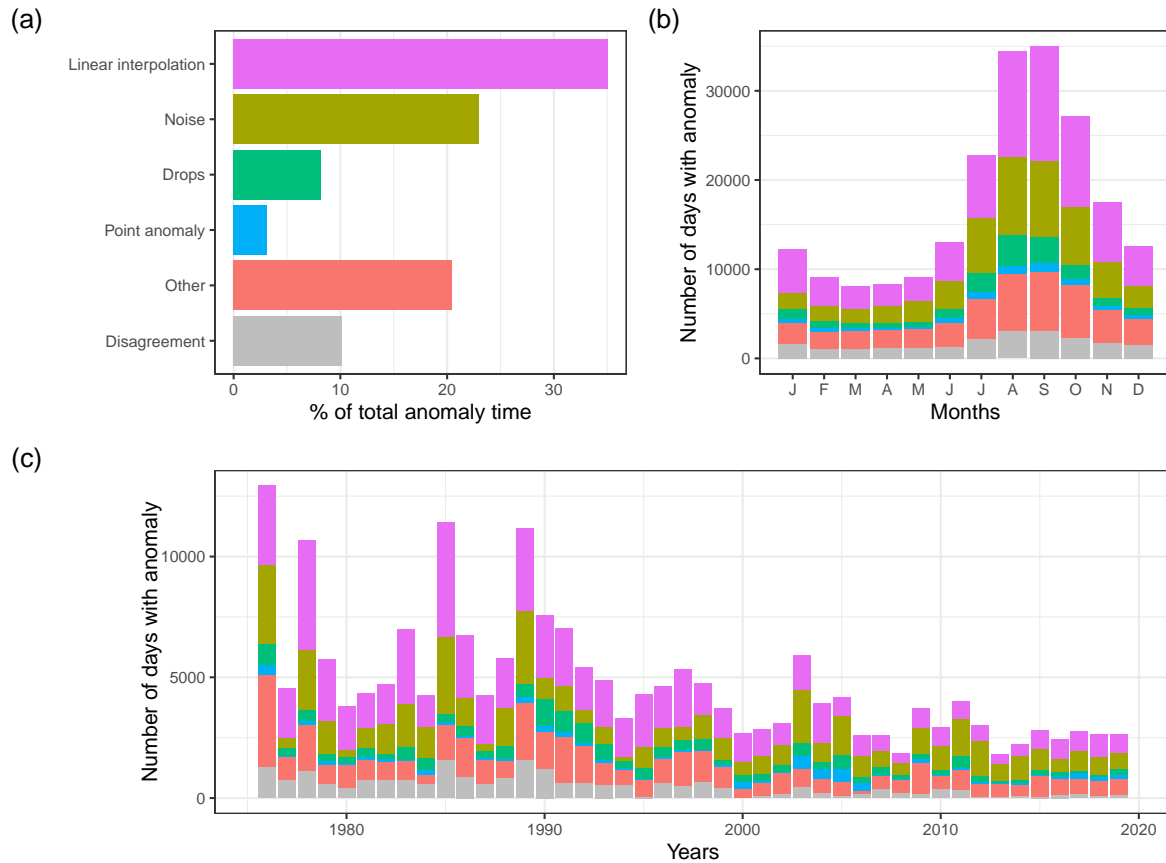 (a)
Linear interpolation
Noise
Drops
Point anomaly
Other
Disagreement
0 10 20 30
% of total anomaly time
(b)
Number of days with anomaly
30000
20000
10000
0
J F M A M J J A S O N D
Months
(c)
Number of days with anomaly
10000
5000
0
1980 1990 2000 2010 2020
Years